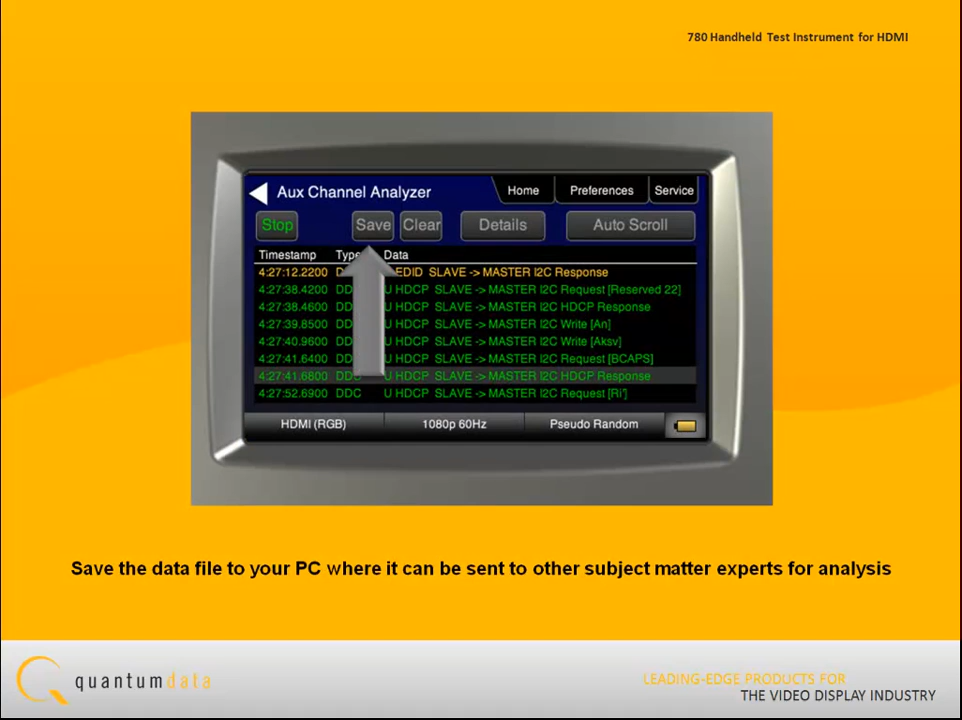 780 Handheld Test Instrument for HDMI
Aux Channel Analyzer
Home
Preferences
Service
Stop
Save
Clear
Details
Auto Scroll
Timestamp Type Data
4:27:12.2200 EDID SLAVE -> MASTER I2C Response
4:27:38.4200 DD U HDCP SLAVE -> MASTER I2C Request [Reserved 22]
4:27:38.4600 DD U HDCP SLAVE -> MASTER I2C HDCP Response
4:27:39.8500 DD U HDCP SLAVE -> MASTER I2C Write [An]
4:27:40.9600 DD U HDCP SLAVE -> MASTER I2C Write [Aksv]
4:27:41.6400 DD U HDCP SLAVE -> MASTER I2C Request [BCAPS]
4:27:41.6800 DDC U HDCP SLAVE -> MASTER I2C HDCP Response
4:27:52.6900 DDC U HDCP SLAVE -> MASTER I2C Request [Ri']
HDMI (RGB)
1080p 60Hz
Pseudo Random
Save the data file to your PC where it can be sent to other subject matter experts for analysis
quantumdata
LEADING-EDGE PRODUCTS FOR
THE VIDEO DISPLAY INDUSTRY